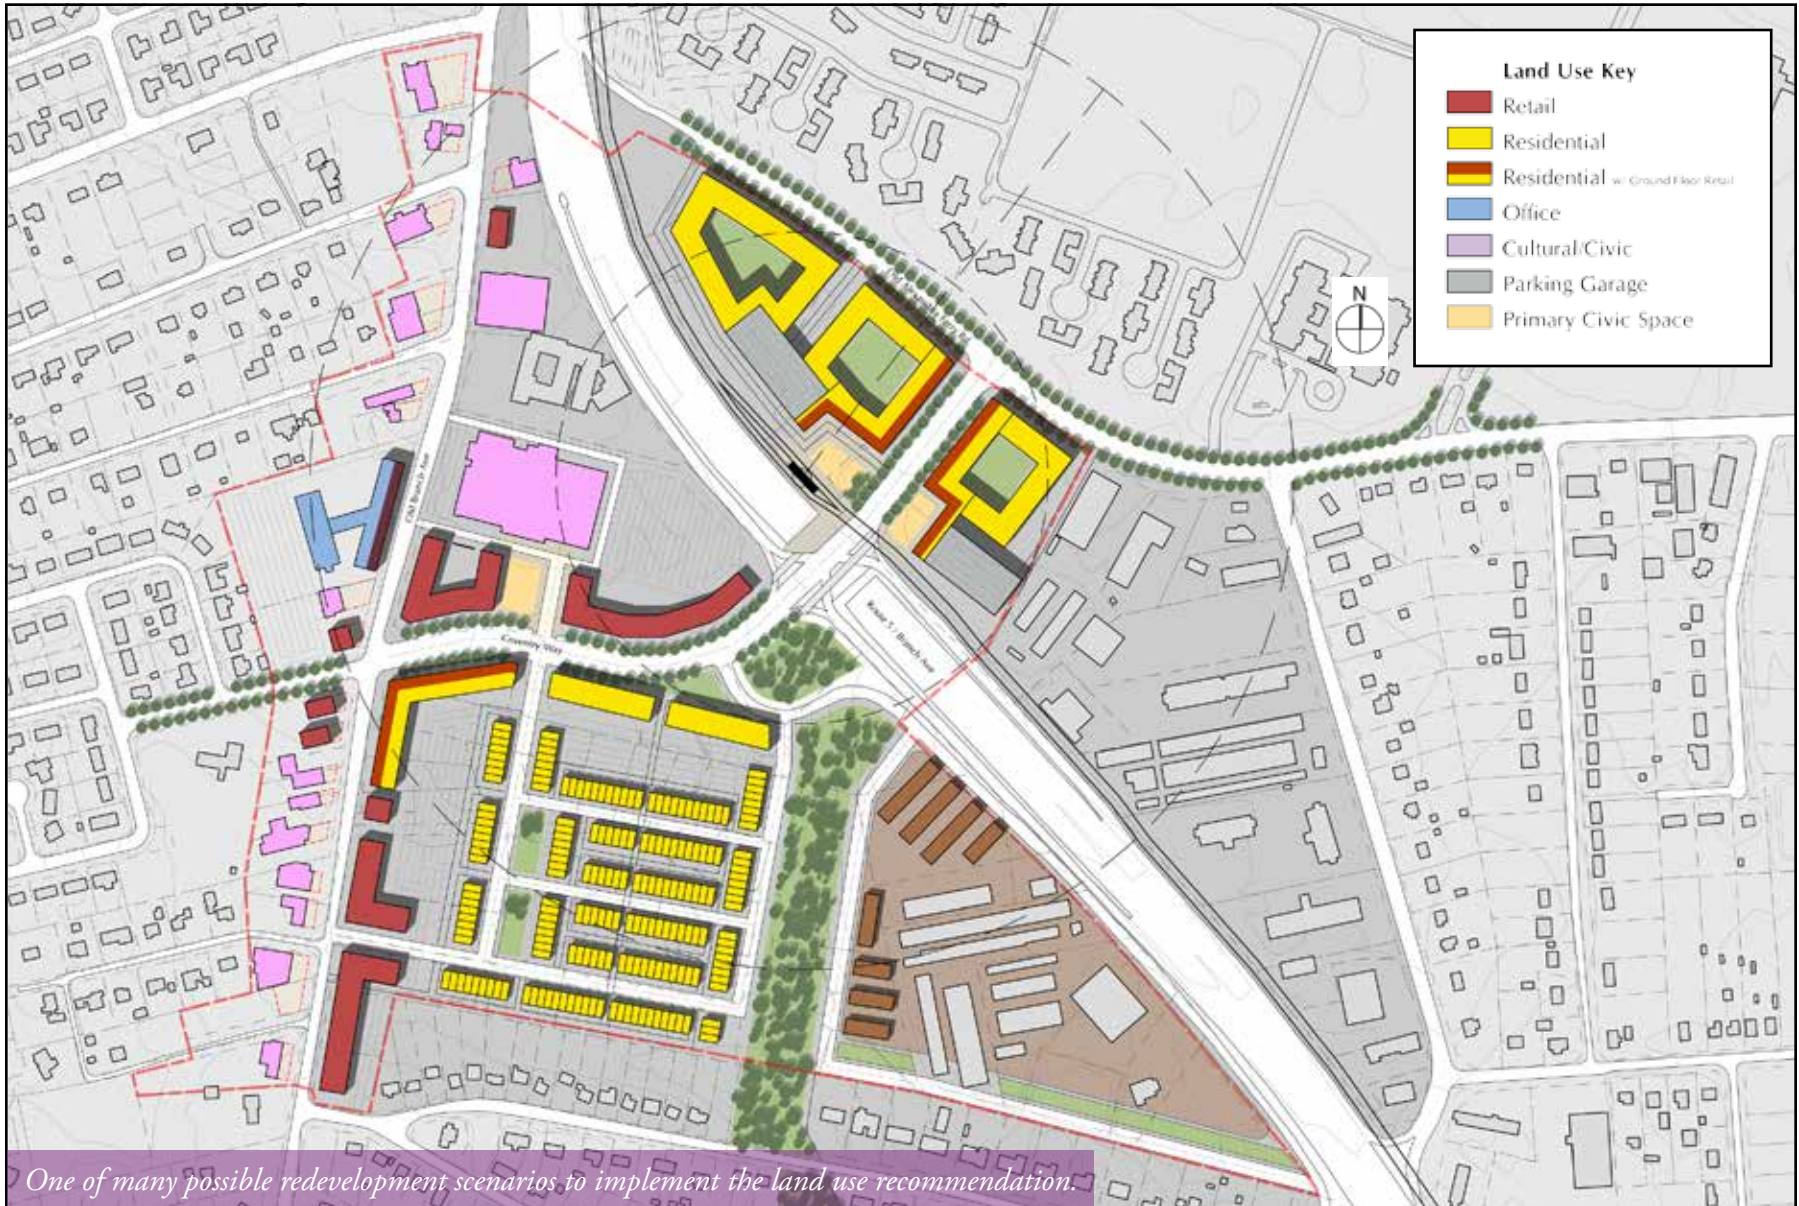 Land Use Key
Retail
Residential
Residential w/ Ground Floor Retail
Office
Cultural/Civic
Parking Garage
Primary Civic Space
N
Old Branch Ave
Coventry Way
Route 5 / Branch Ave
One of many possible redevelopment scenarios to implement the land use recommendation.